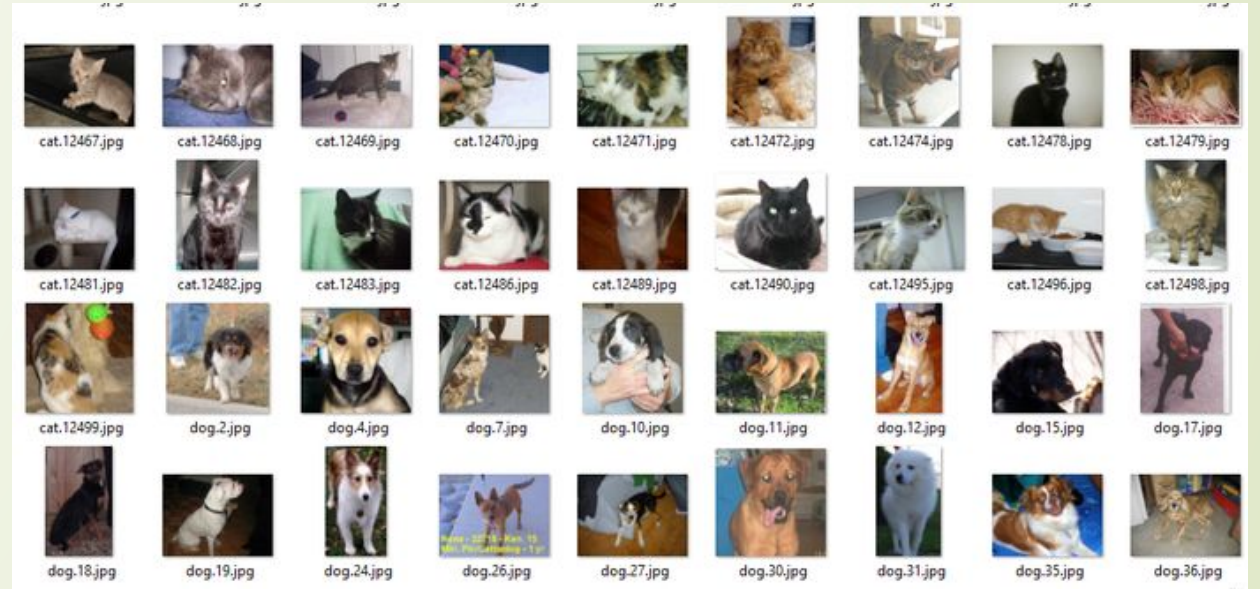 cat.12467.jpg cat.12468.jpg cat.12469.jpg cat.12470.jpg cat.12471.jpg cat.12472.jpg cat.12474.jpg cat.12478.jpg cat.12479.jpg
cat.12481.jpg cat.12482.jpg cat.12483.jpg cat.12486.jpg cat.12489.jpg cat.12490.jpg cat.12495.jpg cat.12496.jpg cat.12498.jpg
cat.12499.jpg dog.2.jpg dog.4.jpg dog.7.jpg dog.10.jpg dog.11.jpg dog.12.jpg dog.15.jpg dog.17.jpg
dog.18.jpg dog.19.jpg dog.24.jpg dog.26.jpg dog.27.jpg dog.30.jpg dog.31.jpg dog.35.jpg dog.36.jpg